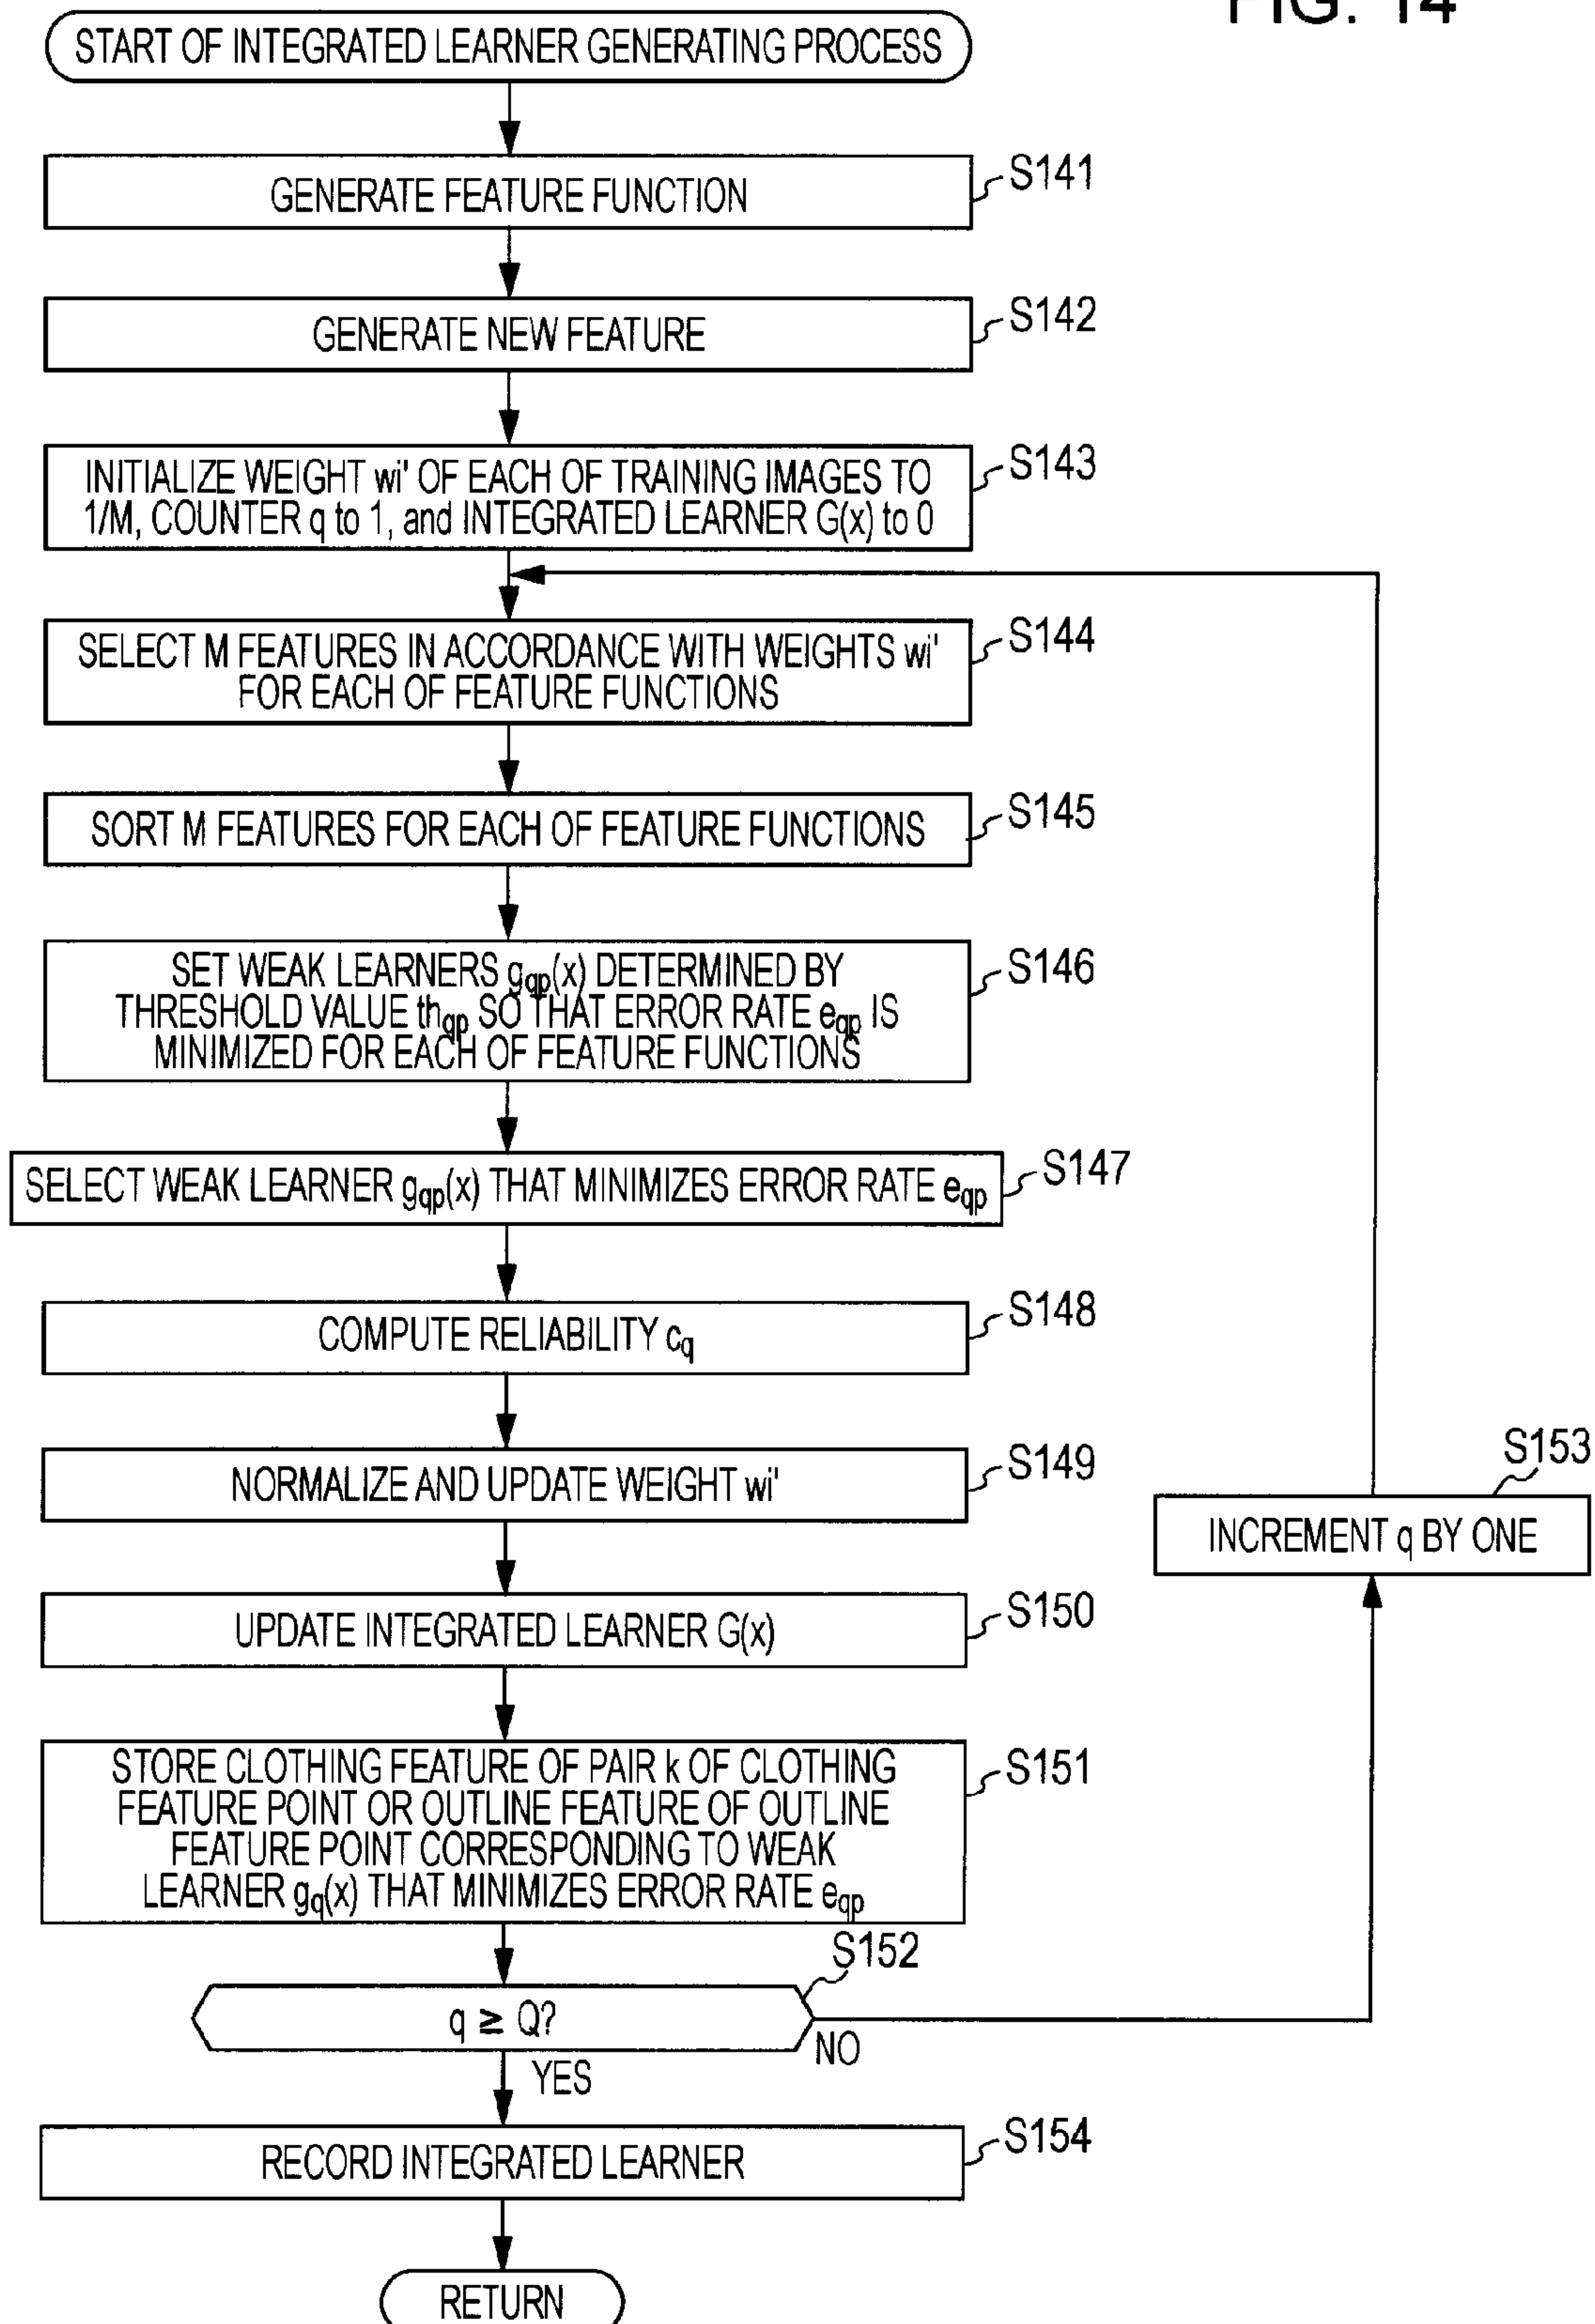 FIG. 14
START OF INTEGRATED LEARNER GENERATING PROCESS
GENERATE FEATURE FUNCTION
S141
GENERATE NEW FEATURE
S142
INITIALIZE WEIGHT wi' OF EACH OF TRAINING IMAGES TO
1/M, COUNTER q to 1, and INTEGRATED LEARNER G(x) to 0
S143
SELECT M FEATURES IN ACCORDANCE WITH WEIGHTS wi'
FOR EACH OF FEATURE FUNCTIONS
S144
SORT M FEATURES FOR EACH OF FEATURE FUNCTIONS
S145
SET WEAK LEARNERS gqp(x) DETERMINED BY
THRESHOLD VALUE thqp SO THAT ERROR RATE eqp IS
MINIMIZED FOR EACH OF FEATURE FUNCTIONS
S146
SELECT WEAK LEARNER gqp(x) THAT MINIMIZES ERROR RATE eqp
S147
COMPUTE RELIABILITY cq
S148
NORMALIZE AND UPDATE WEIGHT wi'
S149
S153
INCREMENT q BY ONE
UPDATE INTEGRATED LEARNER G(x)
S150
STORE CLOTHING FEATURE OF PAIR k OF CLOTHING
FEATURE POINT OR OUTLINE FEATURE OF OUTLINE
FEATURE POINT CORRESPONDING TO WEAK
LEARNER gq(x) THAT MINIMIZES ERROR RATE eqp
S151
S152
q ≧ Q?
NO
YES
RECORD INTEGRATED LEARNER
S154
RETURN